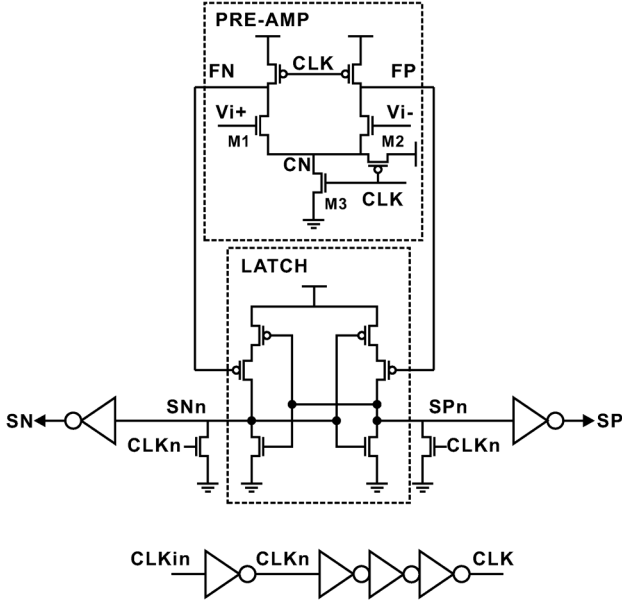 PRE-AMP
FN CLK FP
Vi+ Vi-
M1 M2
CN
M3 CLK
LATCH
SN SNn SPn SP
CLKn CLKn
CLKin CLKn CLK